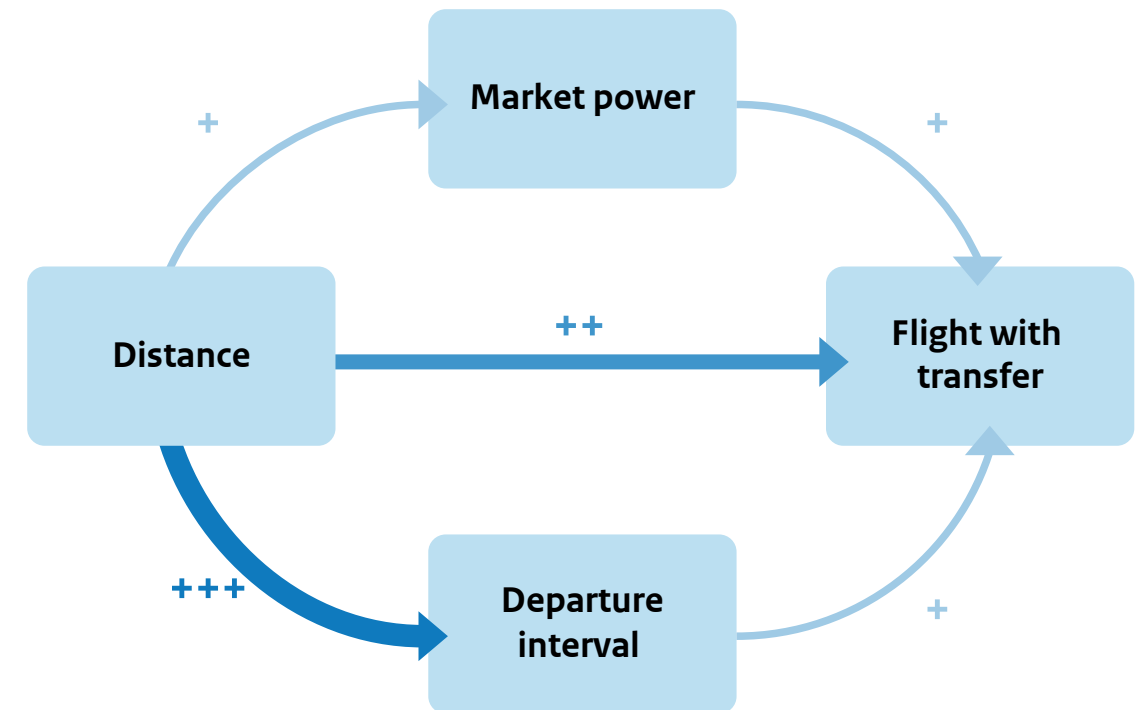 Market power
+
+
Distance
++
Flight with
transfer
+++
Departure
interval
+